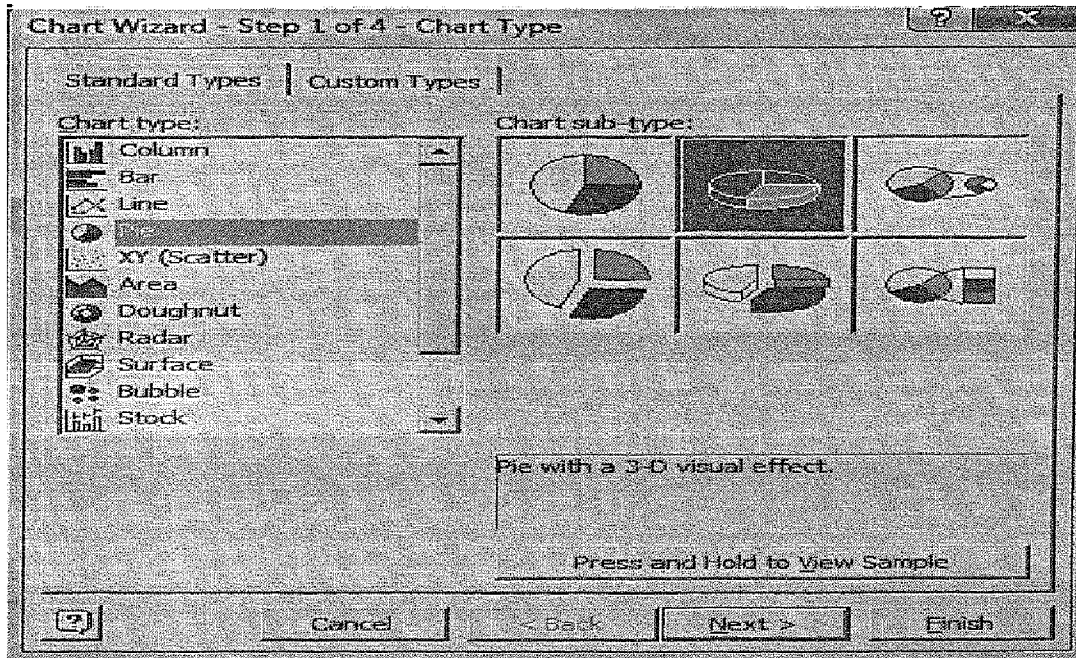 Chart Wizard - Step 1 of 4 - Chart Type
Standard Types
Custom Types
Chart type:
Column
Bar
Line
Pie
XY (Scatter)
Area
Doughnut
Radar
Surface
Bubble
Stock
Chart sub-type:
Pie with a 3-D visual effect.
Press and Hold to View Sample
Cancel
< Back
Next >
Finish